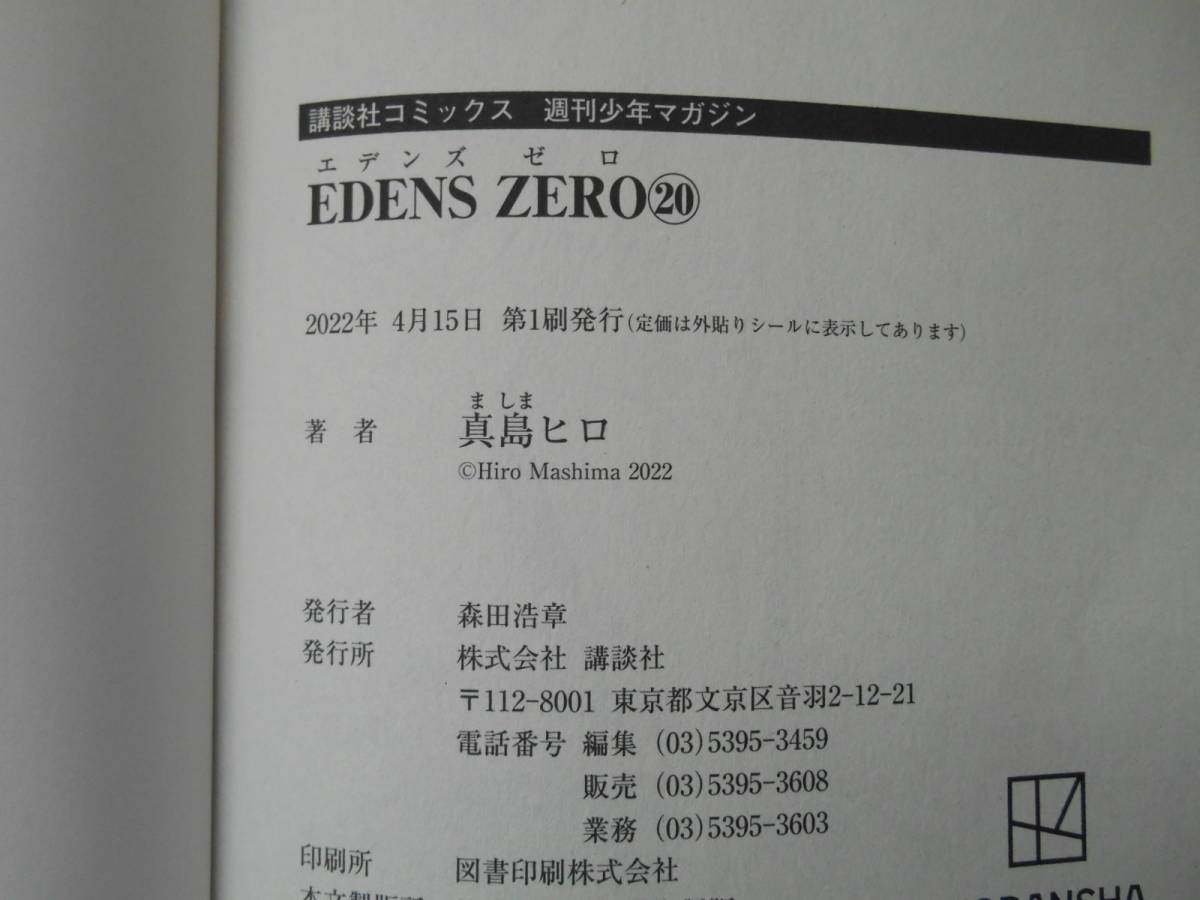 講談社コミックス 週刊少年マガジン
エデンズ ゼロ
EDENS ZERO⑳
2022年 4月15日 第1刷発行(定価は外貼りシールに表示してあります)
ま しま
著 者 真島ヒロ
©Hiro Mashima 2022
発行者 森田浩章
発行所 株式会社 講談社
〒112-8001 東京都文京区音羽2-12-21
電話番号 編集 (03)5395-3459
販売 (03)5395-3608
業務 (03)5395-3603
印刷所 図書印刷株式会社